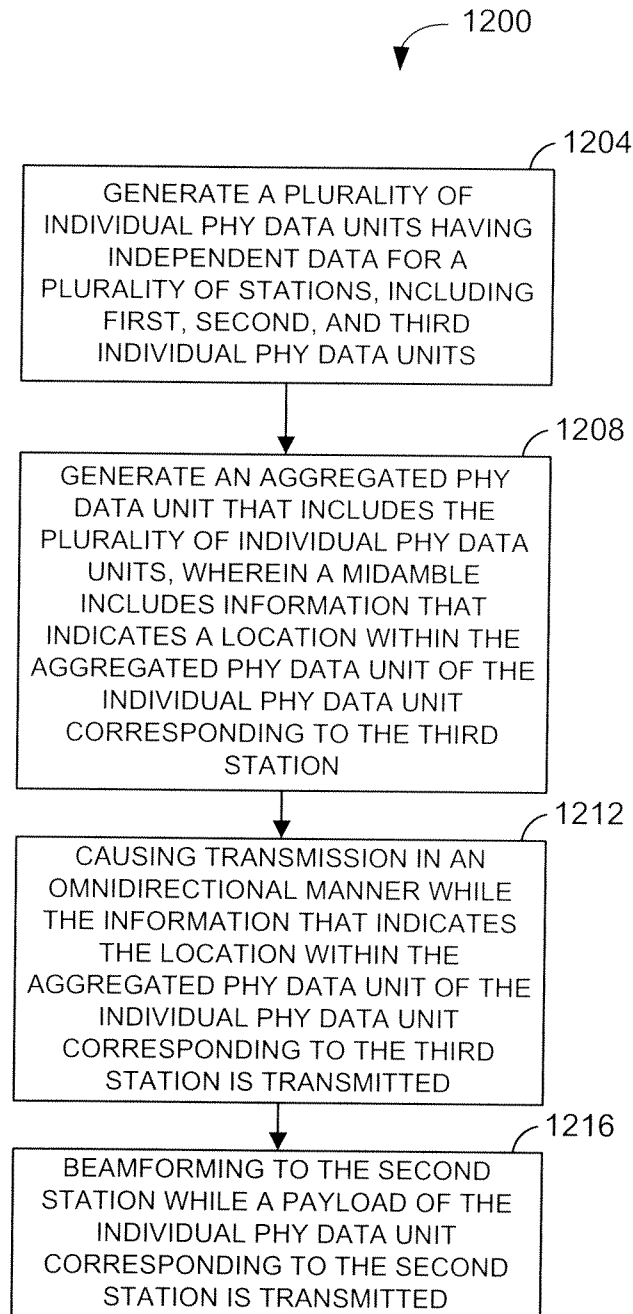 1200
1204
GENERATE A PLURALITY OF
INDIVIDUAL PHY DATA UNITS HAVING
INDEPENDENT DATA FOR A
PLURALITY OF STATIONS, INCLUDING
FIRST, SECOND, AND THIRD
INDIVIDUAL PHY DATA UNITS
1208
GENERATE AN AGGREGATED PHY
DATA UNIT THAT INCLUDES THE
PLURALITY OF INDIVIDUAL PHY DATA
UNITS, WHEREIN A MIDAMBLE
INCLUDES INFORMATION THAT
INDICATES A LOCATION WITHIN THE
AGGREGATED PHY DATA UNIT OF THE
INDIVIDUAL PHY DATA UNIT
CORRESPONDING TO THE THIRD
STATION
1212
CAUSING TRANSMISSION IN AN
OMNIDIRECTIONAL MANNER WHILE
THE INFORMATION THAT INDICATES
THE LOCATION WITHIN THE
AGGREGATED PHY DATA UNIT OF THE
INDIVIDUAL PHY DATA UNIT
CORRESPONDING TO THE THIRD
STATION IS TRANSMITTED
1216
BEAMFORMING TO THE SECOND
STATION WHILE A PAYLOAD OF THE
INDIVIDUAL PHY DATA UNIT
CORRESPONDING TO THE SECOND
STATION IS TRANSMITTED